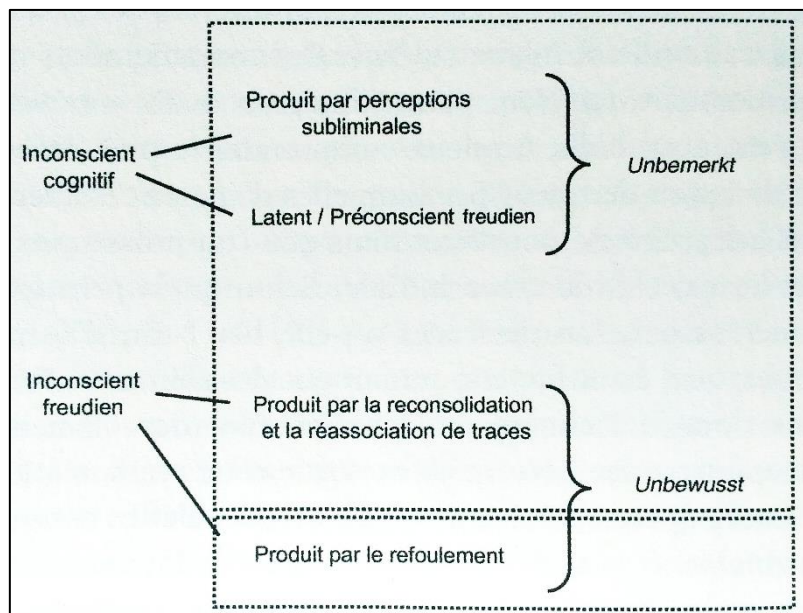 Produit par perceptions
subliminales
Inconscient
cognitif
Unbemerkt
Latent / Préconscient freudien
Inconscient
freudien
Produit par la reconsolidation
et la réassociation de traces
Unbewusst
Produit par le refoulement